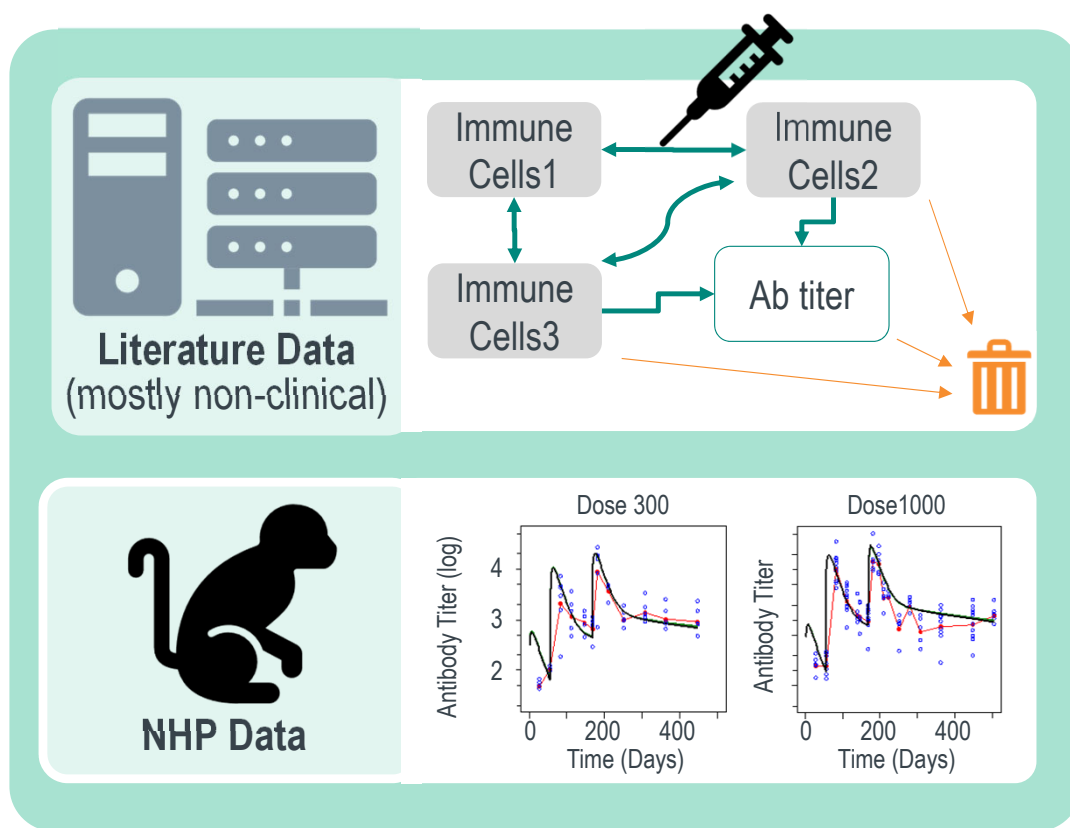 Immune
Cells1
Immune
Cells2
Immune
Cells3
Ab titer
Literature Data
(mostly non-clinical)
NHP Data
Dose 300
Antibody Titer (log)
4
3
2
0 200 400
Time (Days)
Dose1000
Antibody Titer
0 200 400
Time (Days)